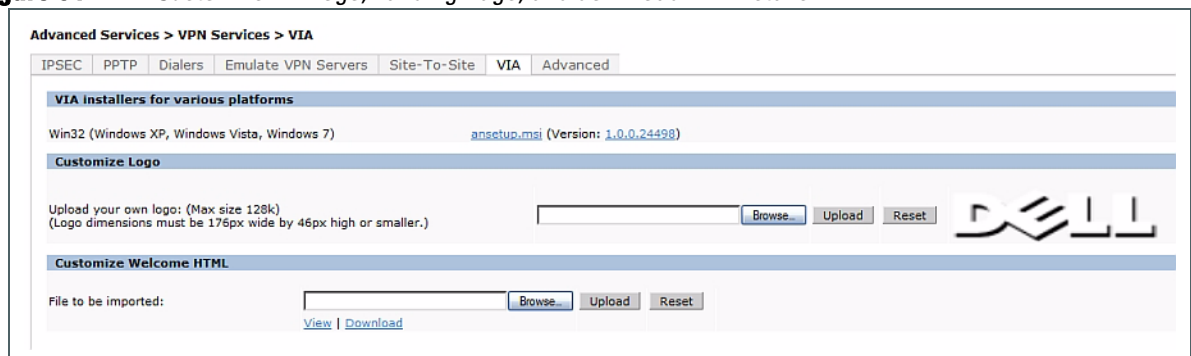 Advanced Services > VPN Services > VIA
IPSEC PPTP Dialers Emulate VPN Servers Site-To-Site VIA Advanced
VIA installers for various platforms
Win32 (Windows XP, Windows Vista, Windows 7) ansetup.msi (Version: 1.0.0.24498)
Customize Logo
Upload your own logo: (Max size 128k)
(Logo dimensions must be 176px wide by 46px high or smaller.) Browse... Upload Reset DELL
Customize Welcome HTML
File to be imported: Browse... Upload Reset
View | Download